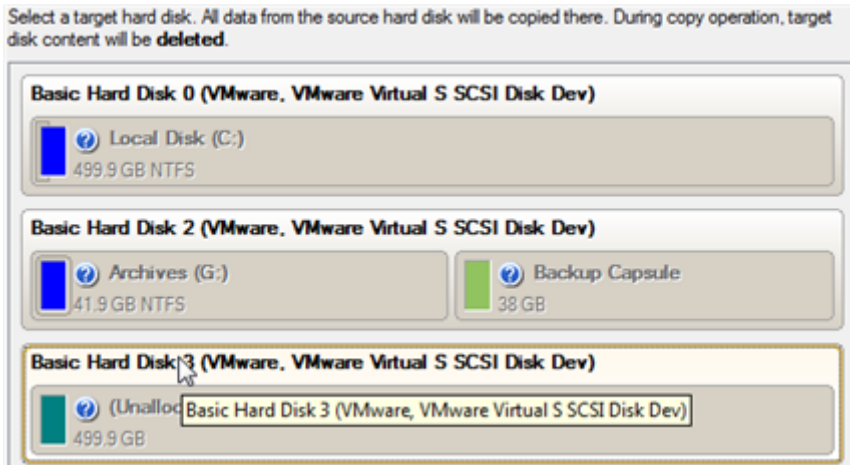 Select a target hard disk. All data from the source hard disk will be copied there. During copy operation, target
disk content will be deleted.
Basic Hard Disk 0 (VMware, VMware Virtual S SCSI Disk Dev)
Local Disk (C:)
499.9 GB NTFS
Basic Hard Disk 2 (VMware, VMware Virtual S SCSI Disk Dev)
Archives (G:)
41.9 GB NTFS
Backup Capsule
38 GB
Basic Hard Disk 3 (VMware, VMware Virtual S SCSI Disk Dev)
(Unalloc
Basic Hard Disk 3 (VMware, VMware Virtual S SCSI Disk Dev)
499.9 GB